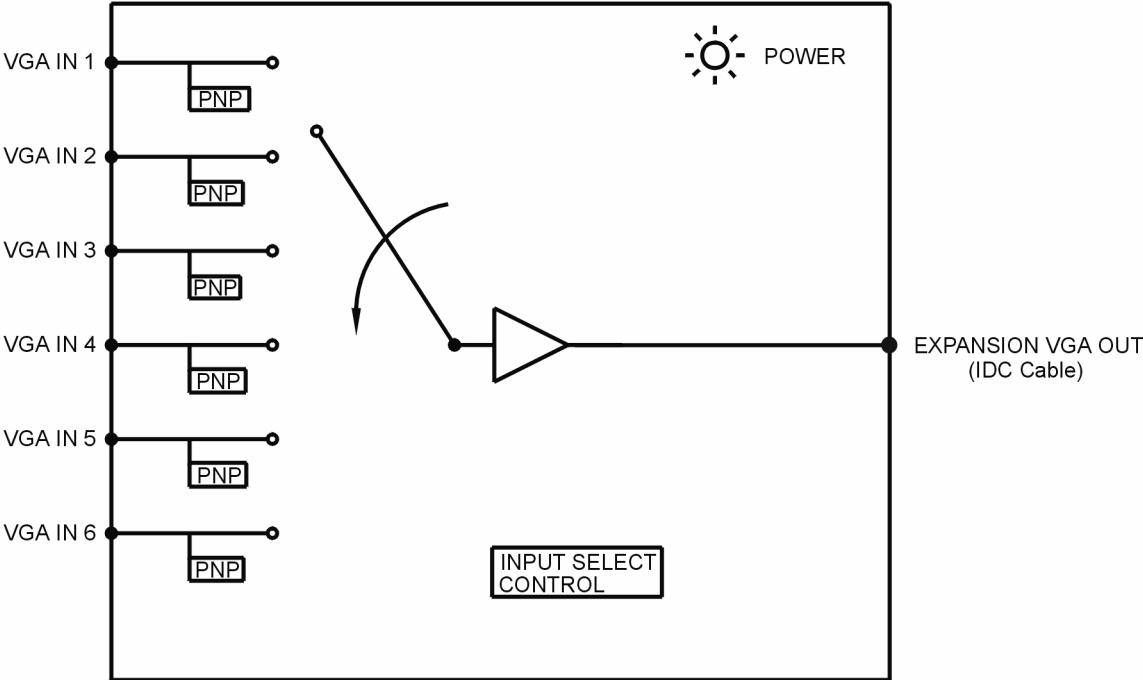 VGA IN 1
PNP
POWER
VGA IN 2
PNP
VGA IN 3
PNP
VGA IN 4
PNP
EXPANSION VGA OUT
(IDC Cable)
VGA IN 5
PNP
VGA IN 6
PNP
INPUT SELECT
CONTROL